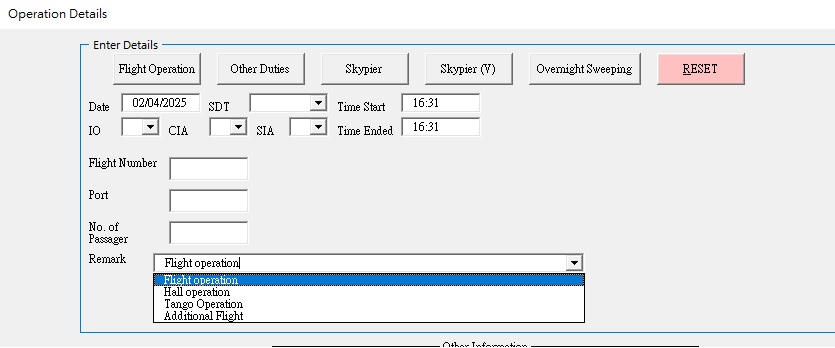 Operation Details
Enter Details
Flight Operation Other Duties Skypier Skypier (V) Overnight Sweeping RESET
Date 02/04/2025 SDT Time Start 16:31
IO CIA SIA Time Ended 16:31
Flight Number
Port
No. of
Passager
Remark Flight operation
Flight operation
Hall operation
Tango Operation
Additional Flight
Other Information